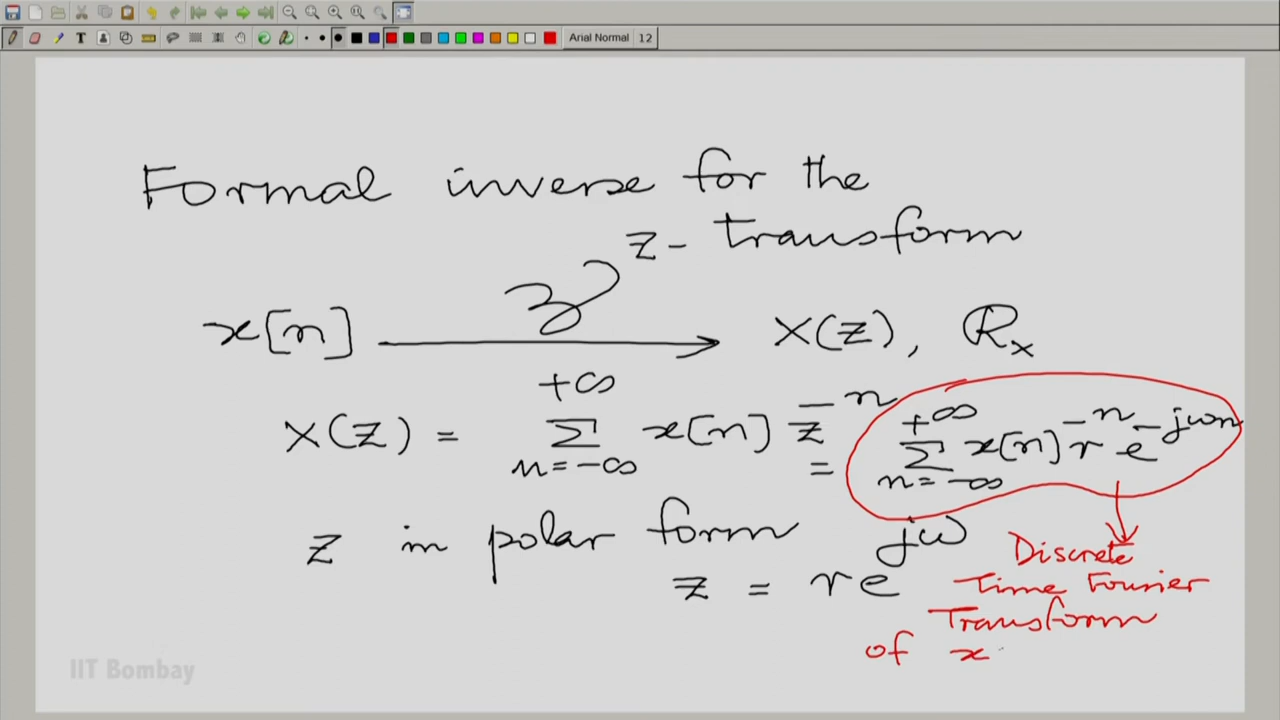 Arial Normal 12
Formal inverse for the
z- transform
x[n] 𝒵 → X(z), ℛx
X(z) = +∞ Σ n=-∞ x[n] z^-n
= +∞ Σ n=-∞ x[n] r^-n e^-jωn
z in polar form
z = re^jω
Discrete
Time Fourier
Transform
of x
IIT Bombay